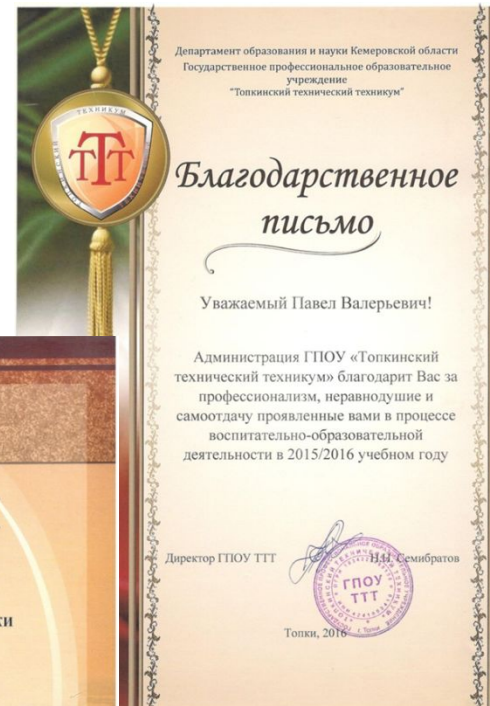 Департамент образования и науки Кемеровской области
Государственное профессиональное образовательное
учреждение
"Топкинский технический техникум"
ТЕХНИКУМ
ТТТ
Благодарственное
письмо
Уважаемый Павел Валерьевич!
Администрация ГПОУ «Топкинский
технический техникум» благодарит Вас за
профессионализм, неравнодушие и
самоотдачу проявленные вами в процессе
воспитательно-образовательной
деятельности в 2015/2016 учебном году
Директор ГПОУ ТТТ Н.Н. Семибратов
ГПОУ
ТТТ
Топки, 2016
ки